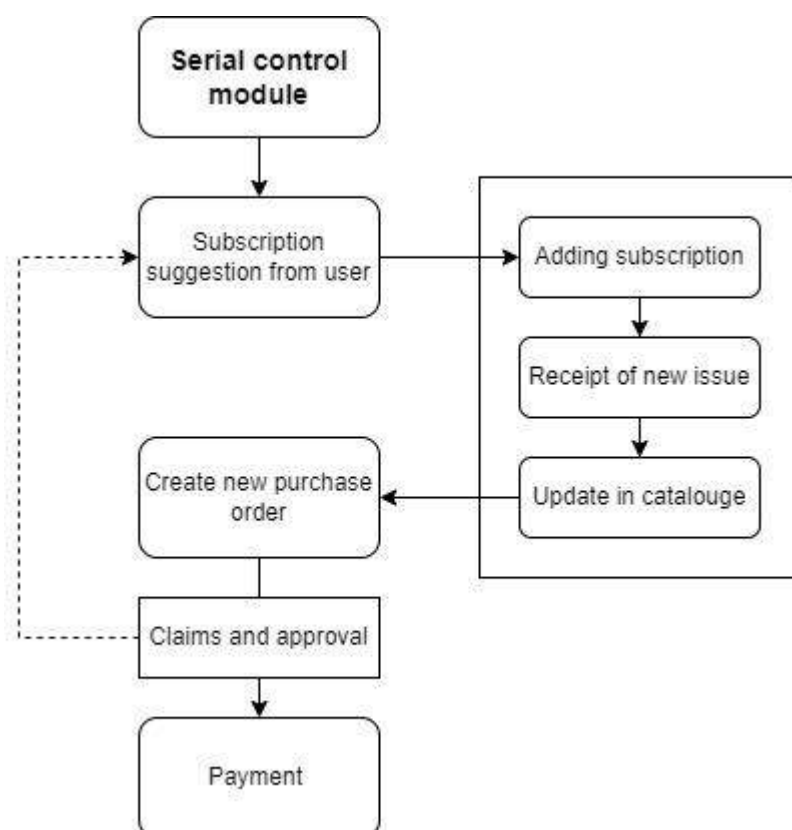 Serial control
module
Subscription
suggestion from user
Adding subscription
Receipt of new issue
Update in catalouge
Create new purchase
order
Claims and approval
Payment